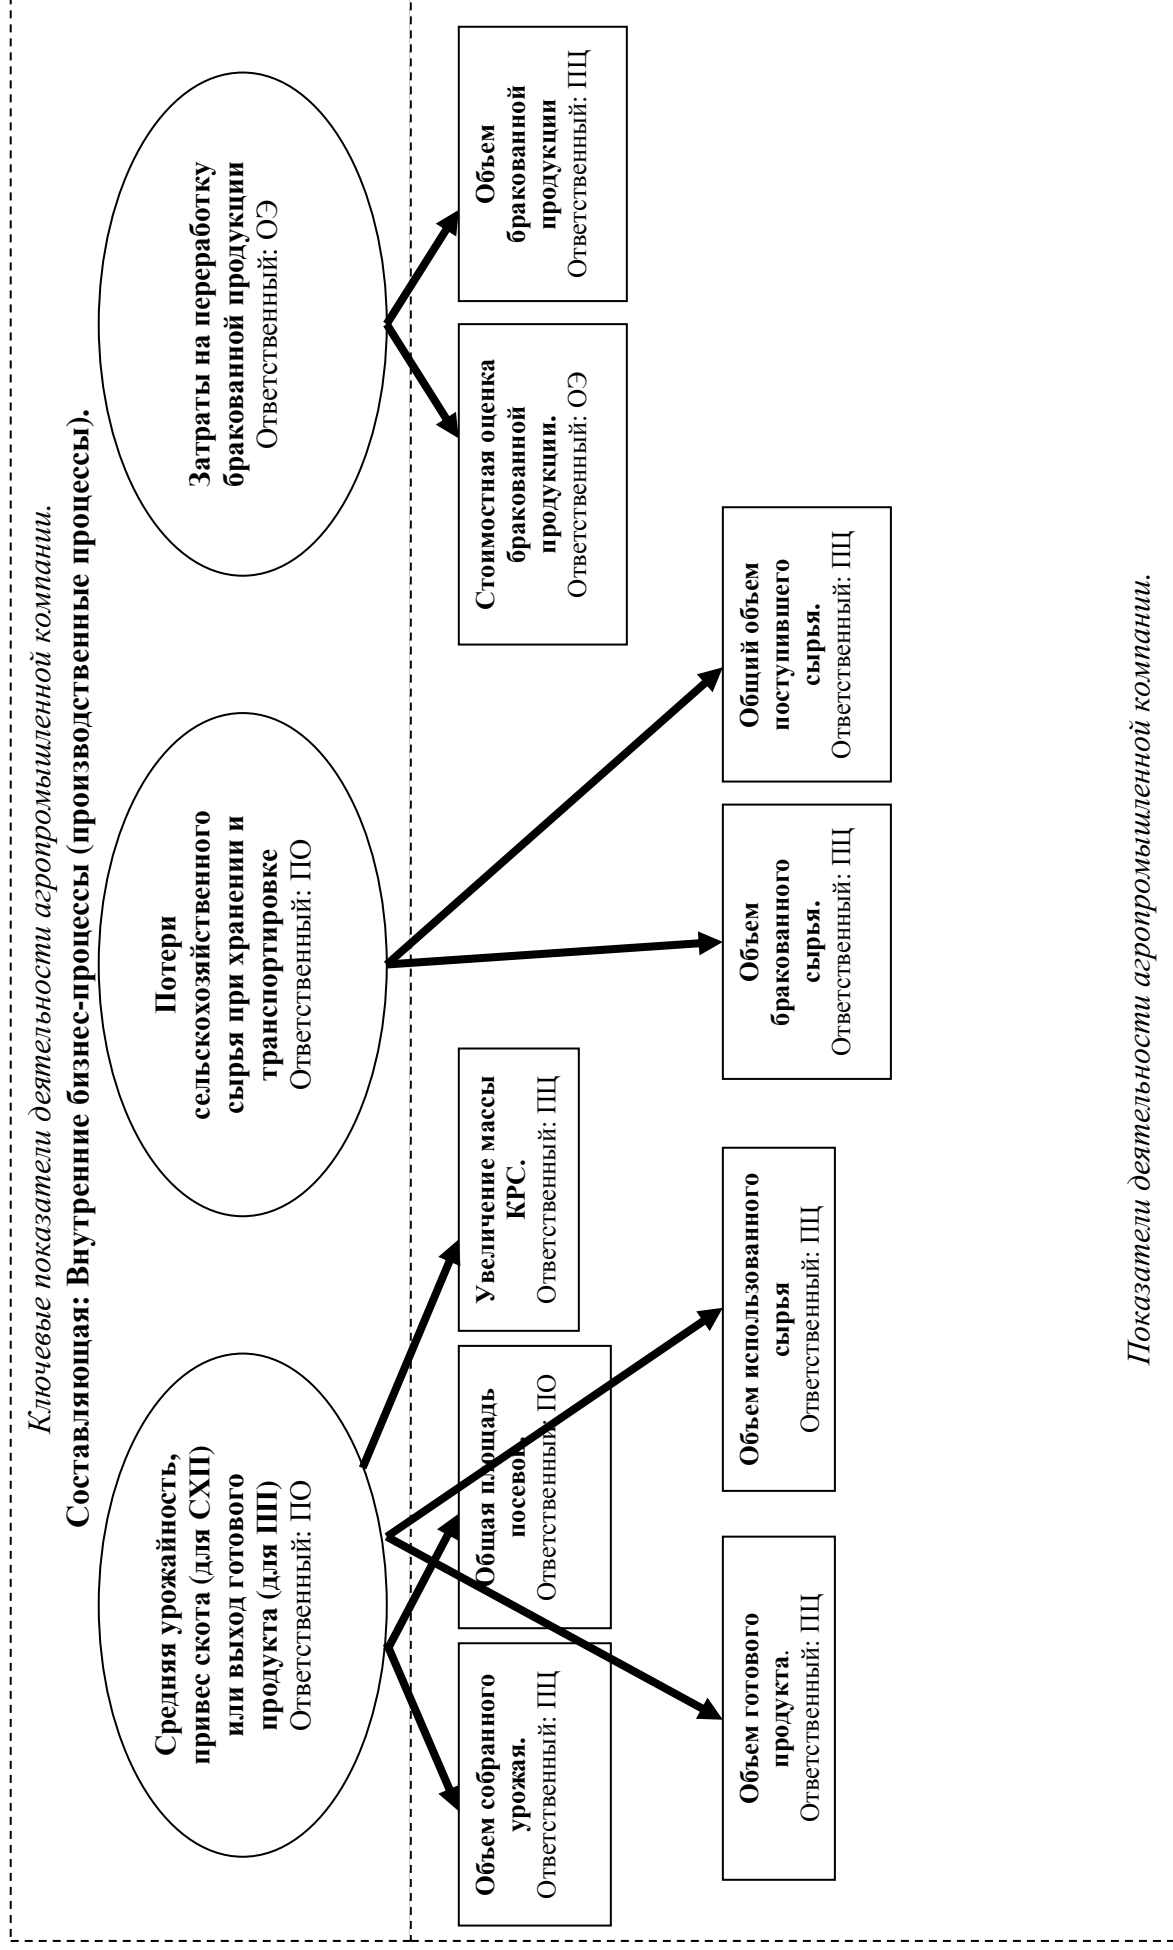 Ключевые показатели деятельности агропромышленной компании.
Составляющая: Внутренние бизнес-процессы (производственные процессы).
Средняя урожайность,
привес скота (для СХП)
или выход готового
продукта (для ПП)
Ответственный: ПО
Потери
сельскохозяйственного
сырья при хранении и
транспортировке
Ответственный: ПО
Затраты на переработку
бракованной продукции
Ответственный: ОЭ
Объем собранного
урожая.
Ответственный: ПЦ
Общая площадь
посевов.
Ответственный: ПО
Увеличение массы
КРС.
Ответственный: ПЦ
Стоимостная оценка
бракованной
продукции.
Ответственный: ОЭ
Объем
бракованной
продукции
Ответственный: ПЦ
Объем готового
продукта.
Ответственный: ПЦ
Объем использованного
сырья
Ответственный: ПЦ
Объем
бракованного
сырья.
Ответственный: ПЦ
Общий объем
поступившего
сырья.
Ответственный: ПЦ
Показатели деятельности агропромышленной компании.